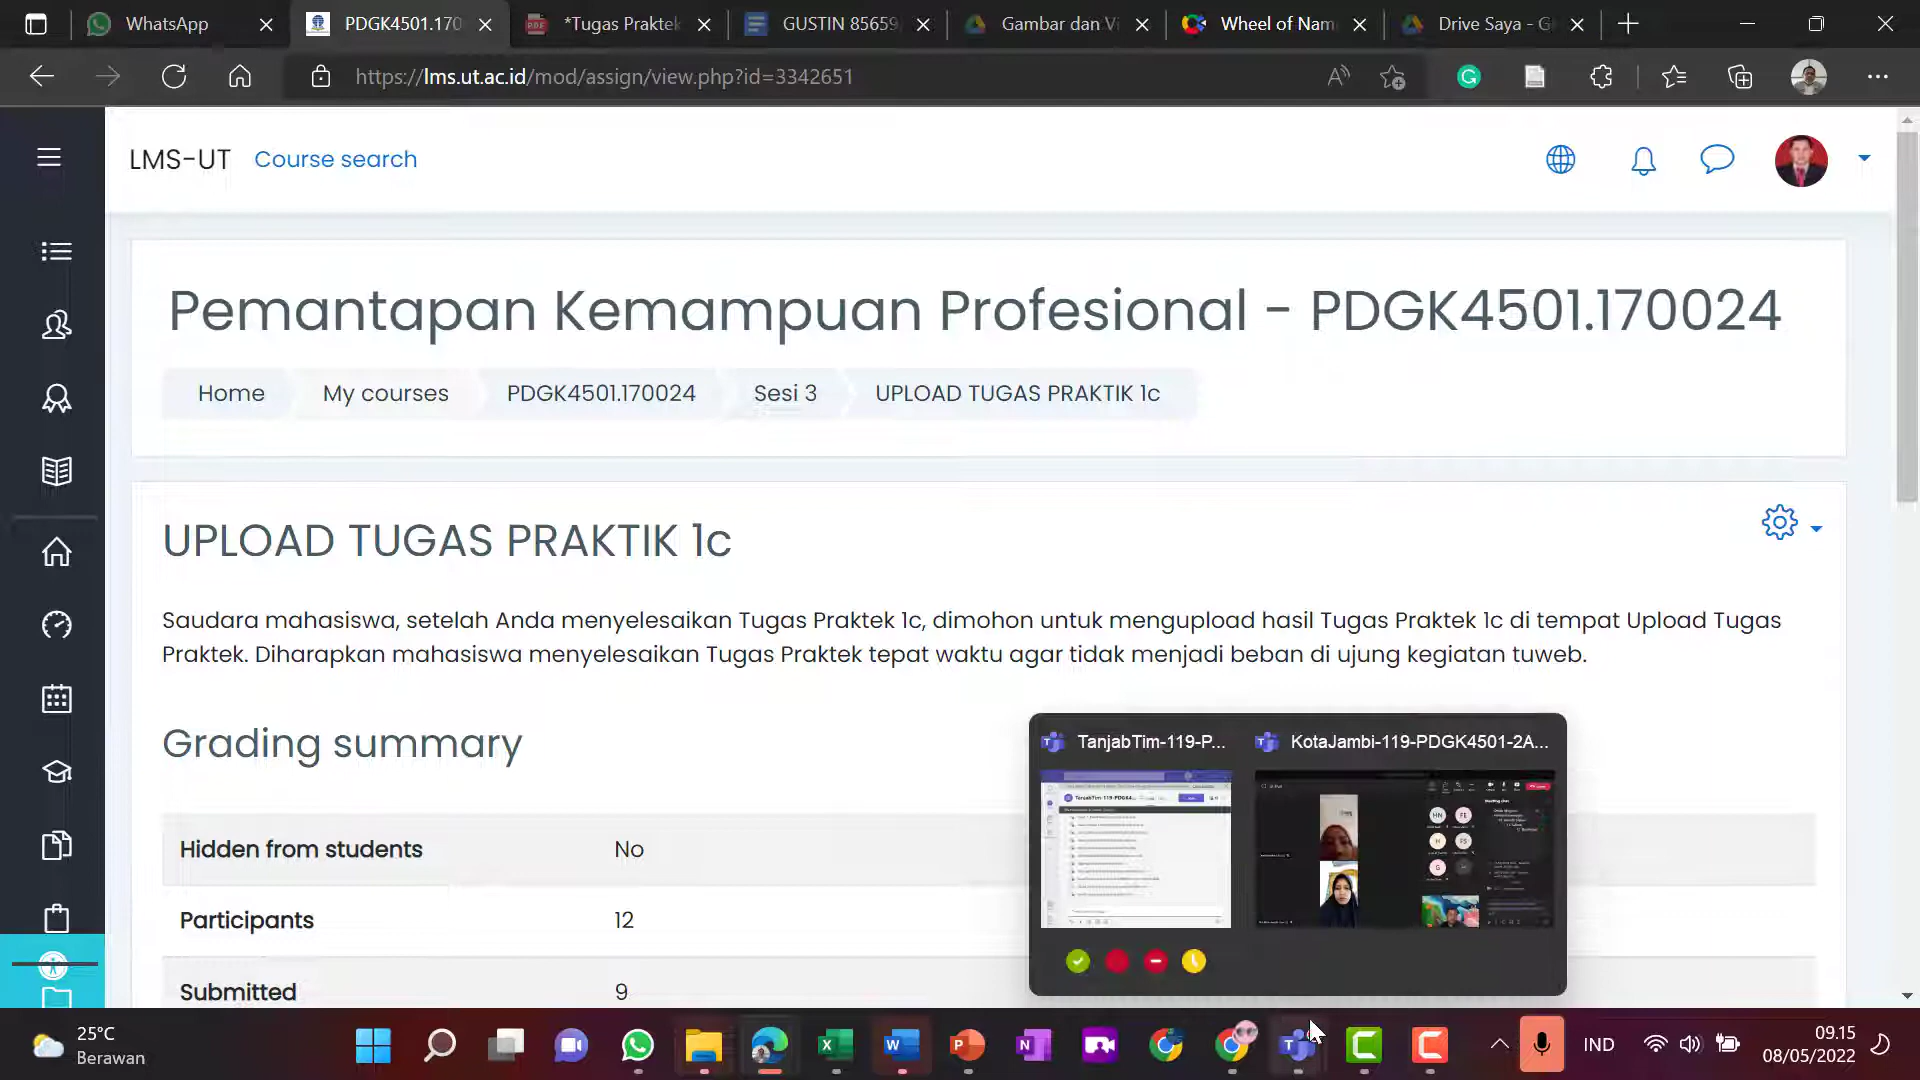 WhatsApp
PDGK4501.170
*Tugas Praktek
GUSTIN 85659
Gambar dan Vi
Wheel of Nam
Drive Saya - G
https://lms.ut.ac.id/mod/assign/view.php?id=3342651
LMS-UT
Course search
Pemantapan Kemampuan Profesional - PDGK4501.170024
Home
My courses
PDGK4501.170024
Sesi 3
UPLOAD TUGAS PRAKTIK 1c
UPLOAD TUGAS PRAKTIK 1c
Saudara mahasiswa, setelah Anda menyelesaikan Tugas Praktek 1c, dimohon untuk mengupload hasil Tugas Praktek 1c di tempat Upload Tugas
Praktek. Diharapkan mahasiswa menyelesaikan Tugas Praktek tepat waktu agar tidak menjadi beban di ujung kegiatan tuweb.
Grading summary
Hidden from students
No
Participants
12
Submitted
9
TanjabTim-119-P...
KotaJambi-119-PDGK4501-2A...
HN
FE
H
FS
G
25°C
Berawan
IND
09.15
08/05/2022